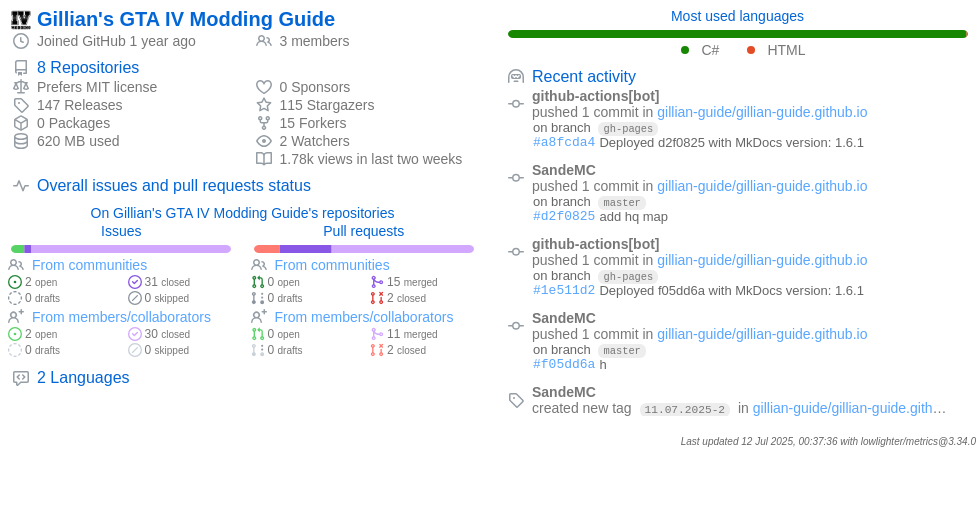 Gillian's GTA IV Modding Guide
Joined GitHub 1 year ago
3 members
8 Repositories
Prefers MIT license
0 Sponsors
147 Releases
115 Stargazers
0 Packages
15 Forkers
620 MB used
2 Watchers
1.78k views in last two weeks
Overall issues and pull requests status
On Gillian's GTA IV Modding Guide's repositories
Issues
Pull requests
From communities
From communities
2 open
31 closed
0 open
15 merged
0 drafts
0 skipped
0 drafts
2 closed
From members/collaborators
From members/collaborators
2 open
30 closed
0 open
11 merged
0 drafts
0 skipped
0 drafts
2 closed
2 Languages
Most used languages
C#
HTML
Recent activity
github-actions[bot]
pushed 1 commit in gillian-guide/gillian-guide.github.io
on branch gh-pages
#a8fcda4 Deployed d2f0825 with MkDocs version: 1.6.1
SandeMC
pushed 1 commit in gillian-guide/gillian-guide.github.io
on branch master
#d2f0825 add hq map
github-actions[bot]
pushed 1 commit in gillian-guide/gillian-guide.github.io
on branch gh-pages
#1e511d2 Deployed f05dd6a with MkDocs version: 1.6.1
SandeMC
pushed 1 commit in gillian-guide/gillian-guide.github.io
on branch master
#f05dd6a h
SandeMC
created new tag 11.07.2025-2 in gillian-guide/gillian-guide.gith…
Last updated 12 Jul 2025, 00:37:36 with lowlighter/metrics@3.34.0